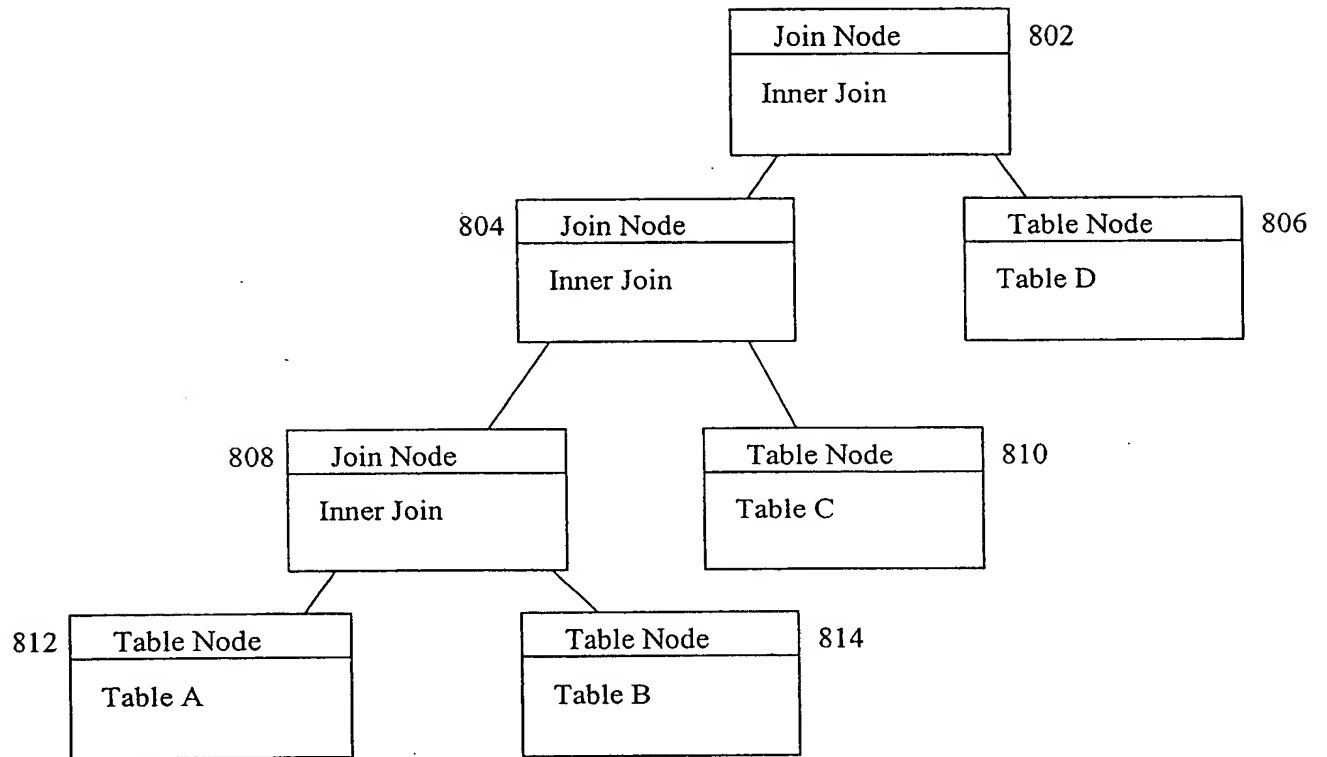 Join Node
802
Inner Join
804
Join Node
Inner Join
Table Node
806
Table D
808
Join Node
Inner Join
Table Node
810
Table C
812
Table Node
Table A
Table Node
814
Table B